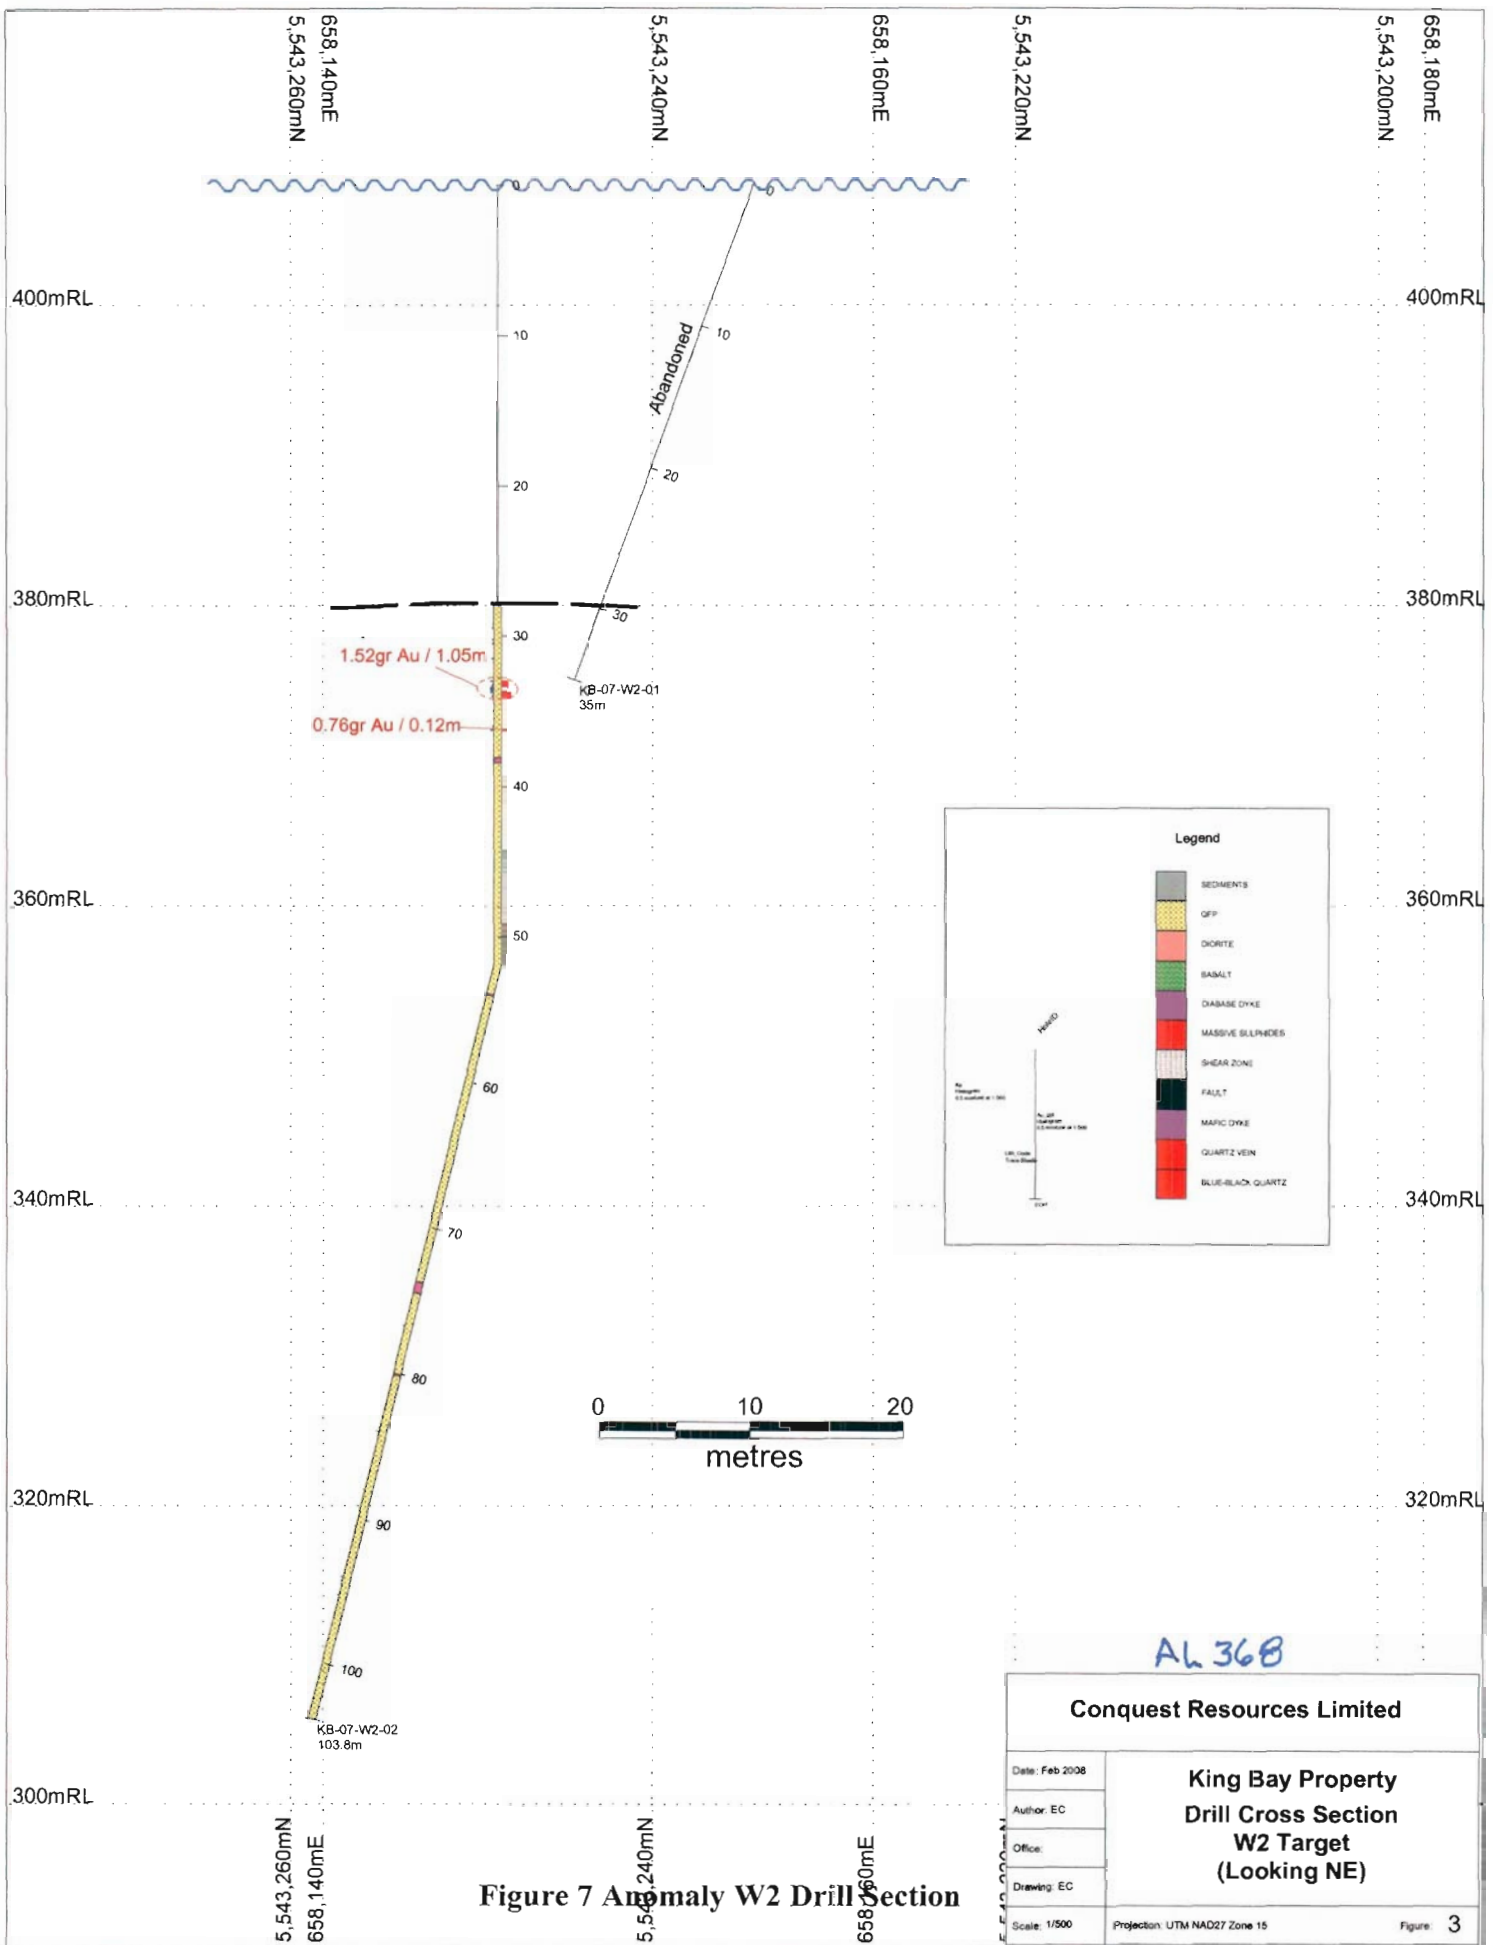 5,543,260mN
658,140mE
5,543,240mN
658,160mE
5,543,220mN
5,543,200mN
658,180mE
0
0
400mRL
400mRL
10
10
Abandoned
20
20
380mRL
380mRL
30
30
1.52gr Au / 1.05m
KB-07-W2-01
35m
0.76gr Au / 0.12m
40
Legend
SEDIMENTS
QFP
DIORITE
BABALT
DIABASE DYKE
MASSIVE SULPHIDES
SHEAR ZONE
FAULT
MAFIC DYKE
QUARTZ VEIN
BLUE-BLACK QUARTZ
HoleID
Au
EOH
360mRL
360mRL
50
60
340mRL
340mRL
70
80
0 10 20
metres
320mRL
320mRL
90
100
KB-07-W2-02
103.8m
300mRL
AL 368
Conquest Resources Limited
Date: Feb 2008
Author: EC
Office:
Drawing: EC
Scale: 1/500
King Bay Property
Drill Cross Section
W2 Target
(Looking NE)
Projection: UTM NAD27 Zone 15
Figure: 3
5,543,260mN
658,140mE
5,543,240mN
658,160mE
Figure 7 Anomaly W2 Drill Section